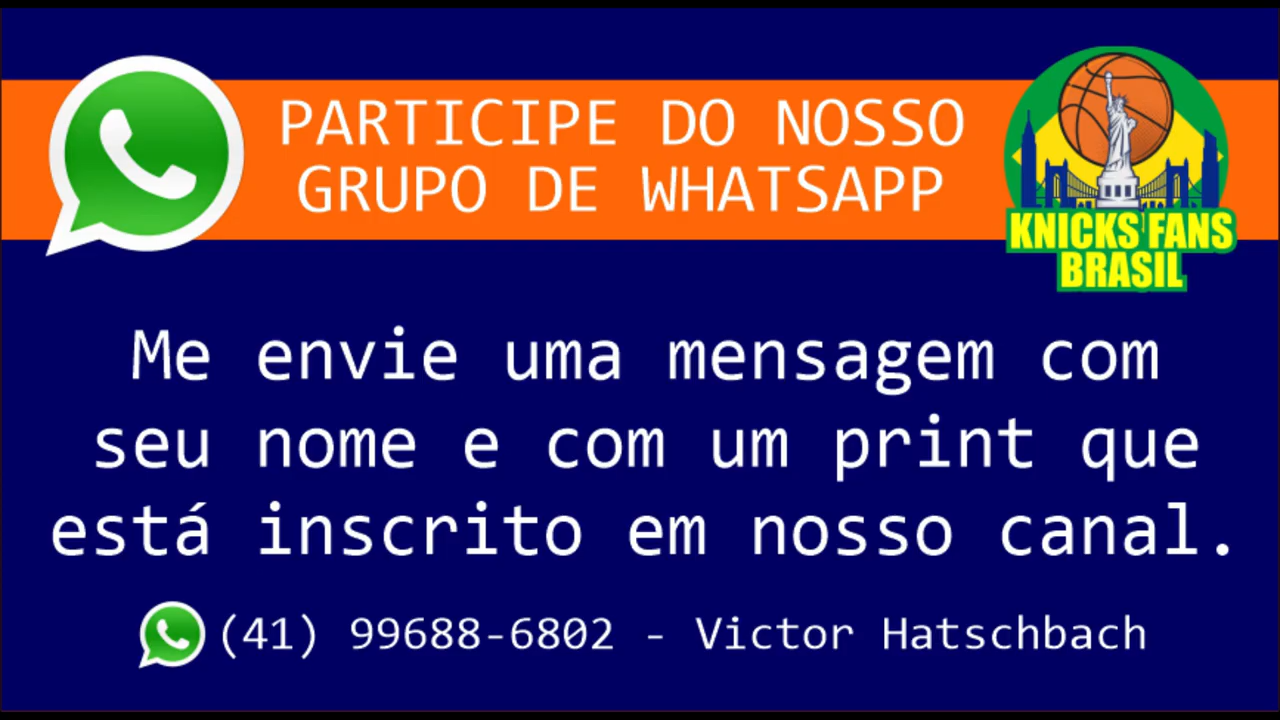 PARTICIPE DO NOSSO
GRUPO DE WHATSAPP
KNICKS FANS
BRASIL
Me envie uma mensagem com
seu nome e com um print que
está inscrito em nosso canal.
(41) 99688-6802 - Victor Hatschbach